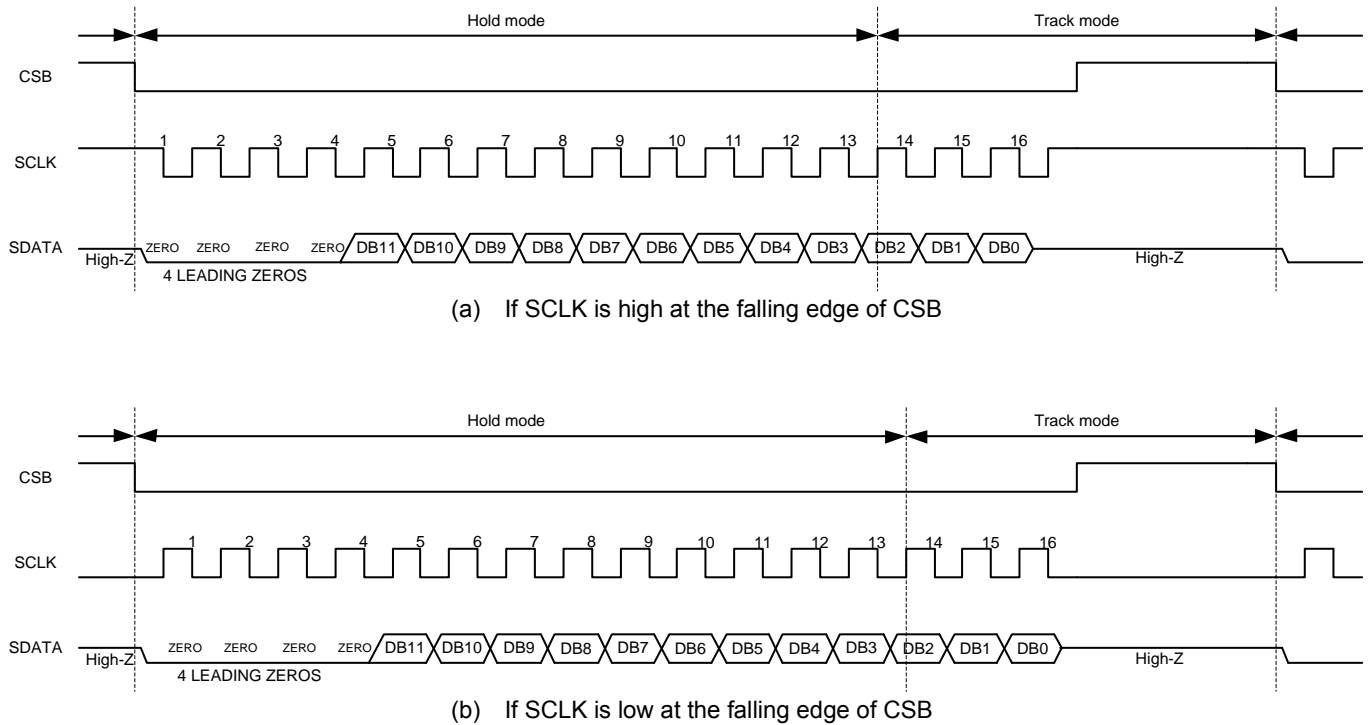 Hold mode Track mode
CSB
1 2 3 4 5 6 7 8 9 10 11 12 13 14 15 16
SCLK
SDATA ZERO ZERO ZERO ZERO DB11 DB10 DB9 DB8 DB7 DB6 DB5 DB4 DB3 DB2 DB1 DB0
High-Z High-Z
4 LEADING ZEROS
(a) If SCLK is high at the falling edge of CSB
Hold mode Track mode
CSB
1 2 3 4 5 6 7 8 9 10 11 12 13 14 15 16
SCLK
SDATA ZERO ZERO ZERO ZERO DB11 DB10 DB9 DB8 DB7 DB6 DB5 DB4 DB3 DB2 DB1 DB0
High-Z High-Z
4 LEADING ZEROS
(b) If SCLK is low at the falling edge of CSB